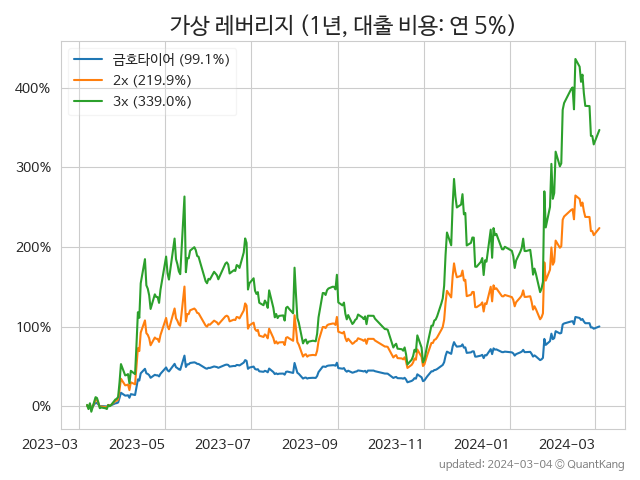 가상 레버리지 (1년, 대출 비용: 연 5%)
금호타이어 (99.1%)
2x (219.9%)
3x (339.0%)
400%
300%
200%
100%
0%
2023-03 2023-05 2023-07 2023-09 2023-11 2024-01 2024-03
updated: 2024-03-04 © QuantKang